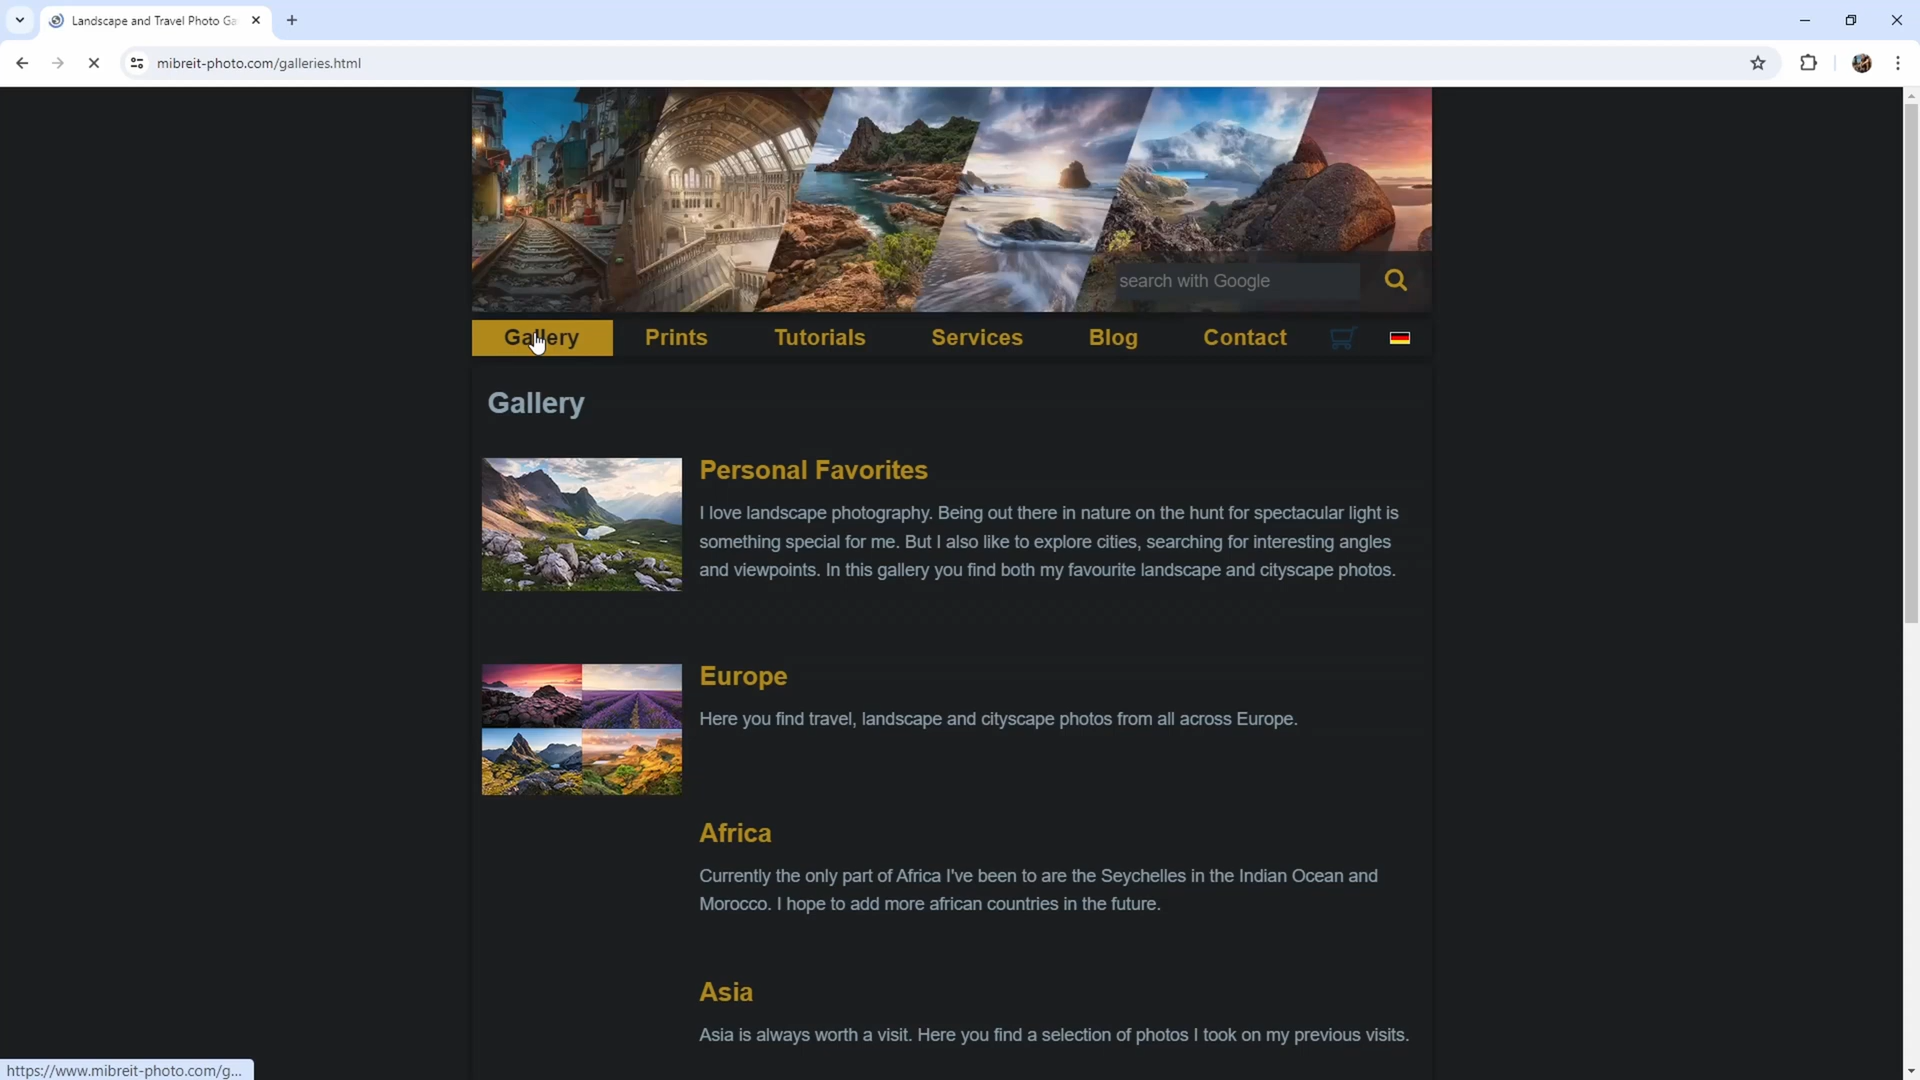 Landscape and Travel Photo Ga
mibreit-photo.com/galleries.html
search with Google
Gallery
Prints
Tutorials
Services
Blog
Contact
Gallery
Personal Favorites
I love landscape photography. Being out there in nature on the hunt for spectacular light is
something special for me. But I also like to explore cities, searching for interesting angles
and viewpoints. In this gallery you find both my favourite landscape and cityscape photos.
Europe
Here you find travel, landscape and cityscape photos from all across Europe.
Africa
Currently the only part of Africa I've been to are the Seychelles in the Indian Ocean and
Morocco. I hope to add more african countries in the future.
Asia
Asia is always worth a visit. Here you find a selection of photos I took on my previous visits.
https://www.mibreit-photo.com/g...